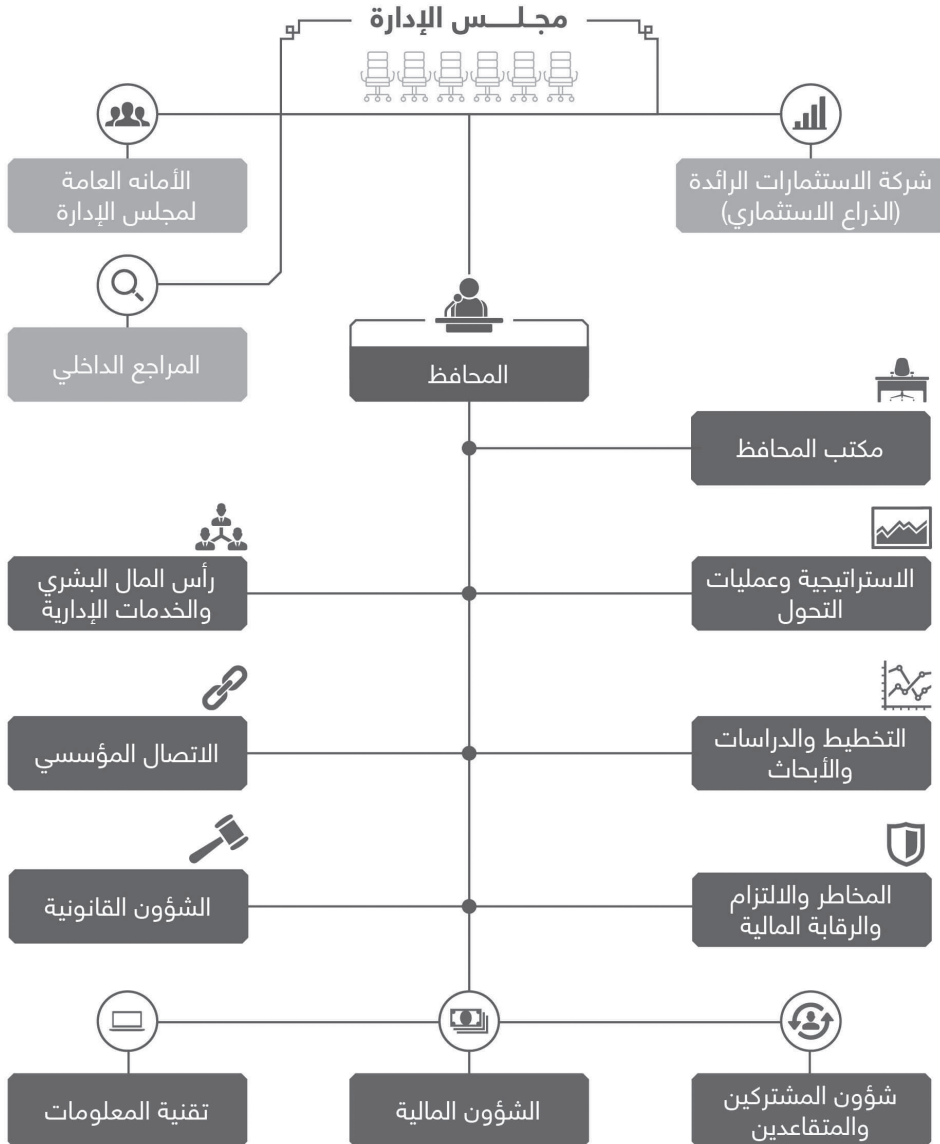 مجلس الإدارة
شركة الاستثمارات الرائدة
(الذراع الاستثماري)
الأمانه العامة
لمجلس الإدارة
المراجع الداخلي
المحافظ
مكتب المحافظ
الاستراتيجية وعمليات
التحول
رأس المال البشري
والخدمات الإدارية
التخطيط والدراسات
والأبحاث
الاتصال المؤسسي
المخاطر والالتزام
والرقابة المالية
الشؤون القانونية
شؤون المشتركين
والمتقاعدين
الشؤون المالية
تقنية المعلومات